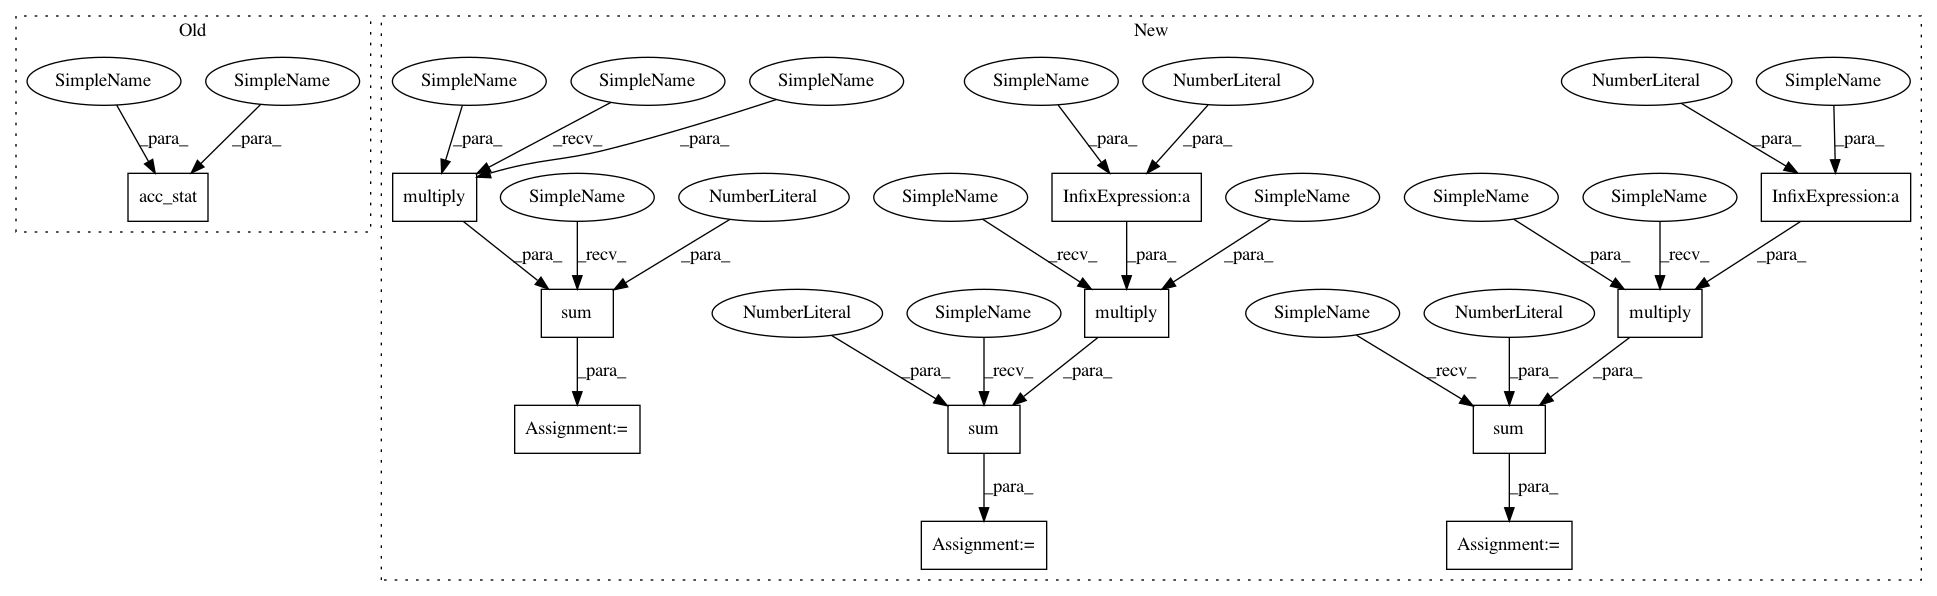 Old
New
SimpleName
SimpleName
SimpleName
SimpleName
SimpleName
SimpleName
NumberLiteral
NumberLiteral
SimpleName
_para_
_para_
_para_
_recv_
_para_
_para_
_para_
_para_
_para_
acc_stat
multiply
SimpleName
NumberLiteral
SimpleName
InfixExpression:a
SimpleName
SimpleName
SimpleName
InfixExpression:a
_para_
_recv_
_para_
_recv_
_para_
_para_
_para_
_recv_
_para_
sum
NumberLiteral
SimpleName
multiply
SimpleName
NumberLiteral
multiply
_para_
_para_
_recv_
_para_
_recv_
_para_
_para_
Assignment:=
sum
sum
_para_
_para_
Assignment:=
Assignment:=